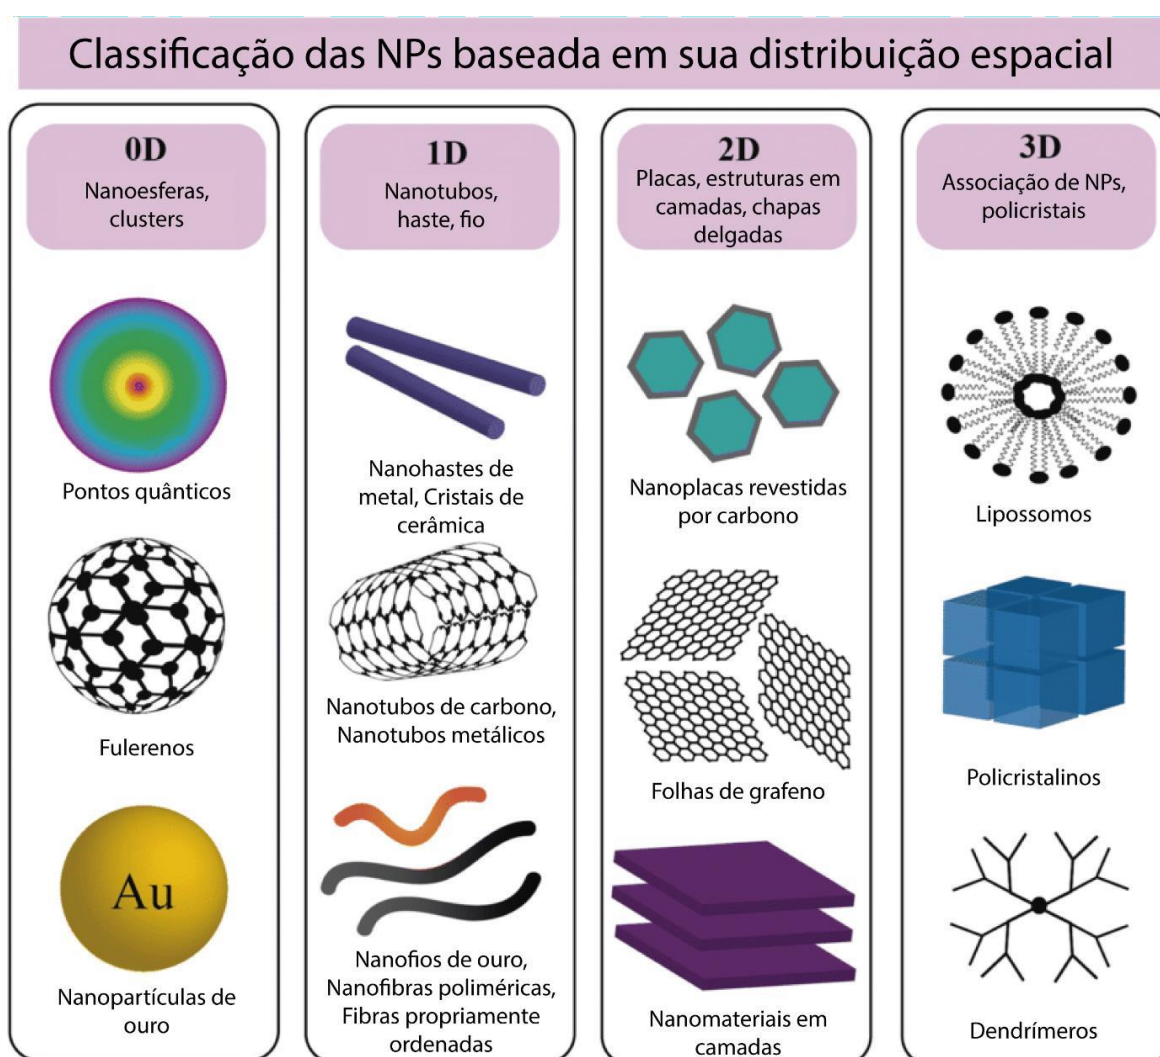 Classificação das NPs baseada em sua distribuição espacial
0D
Nanoesferas,
clusters
Pontos quânticos
Fulerenos
Au
Nanopartículas de
ouro
1D
Nanotubos,
haste, fio
Nanohastes de
metal, Cristais de
cerâmica
Nanotubos de carbono,
Nanotubos metálicos
Nanofios de ouro,
Nanofibras poliméricas,
Fibras propriamente
ordenadas
2D
Placas, estruturas em
camadas, chapas
delgadas
Nanoplacas revestidas
por carbono
Folhas de grafeno
Nanomateriais em
camadas
3D
Associação de NPs,
policristais
Lipossomos
Policristalinos
Dendrímeros